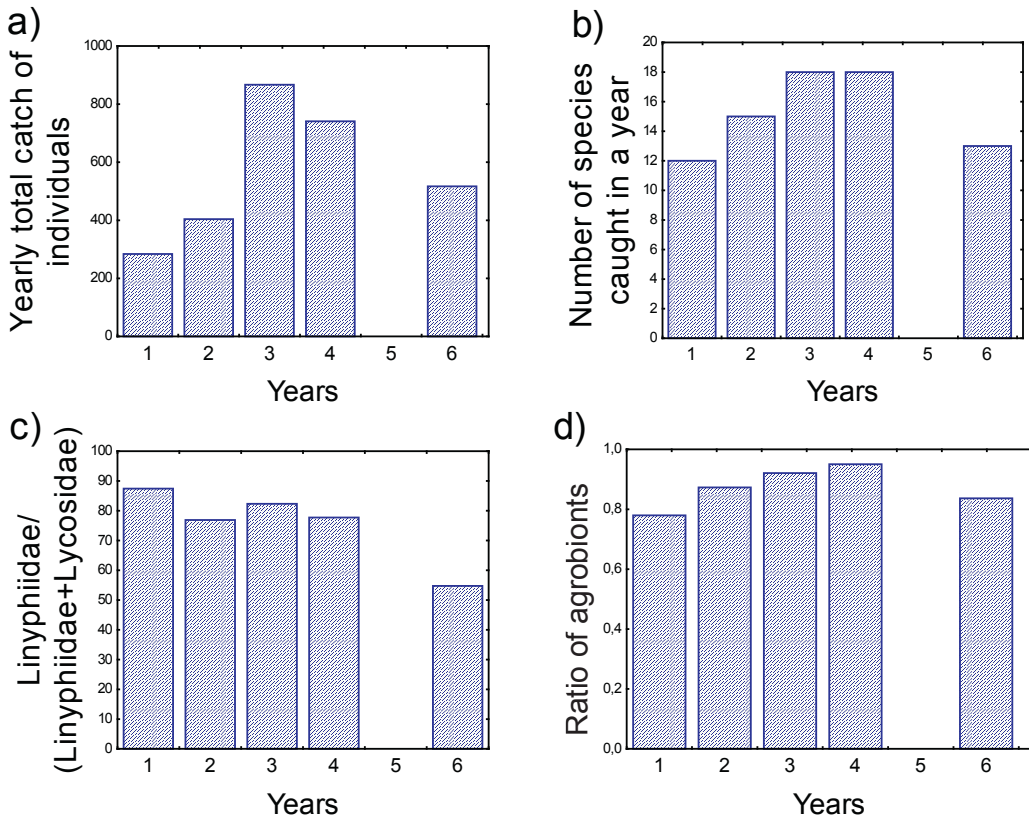 a)
Yearly total catch of
individuals
1000
800
600
400
200
0
1 2 3 4 5 6
Years
b)
Number of species
caught in a year
20
18
16
14
12
10
8
6
4
2
0
1 2 3 4 5 6
Years
c)
Linyphiidae/
(Linyphiidae+Lycosidae)
100
90
80
70
60
50
40
30
20
10
0
1 2 3 4 5 6
Years
d)
Ratio of agrobionts
1,0
0,8
0,6
0,4
0,2
0,0
1 2 3 4 5 6
Years